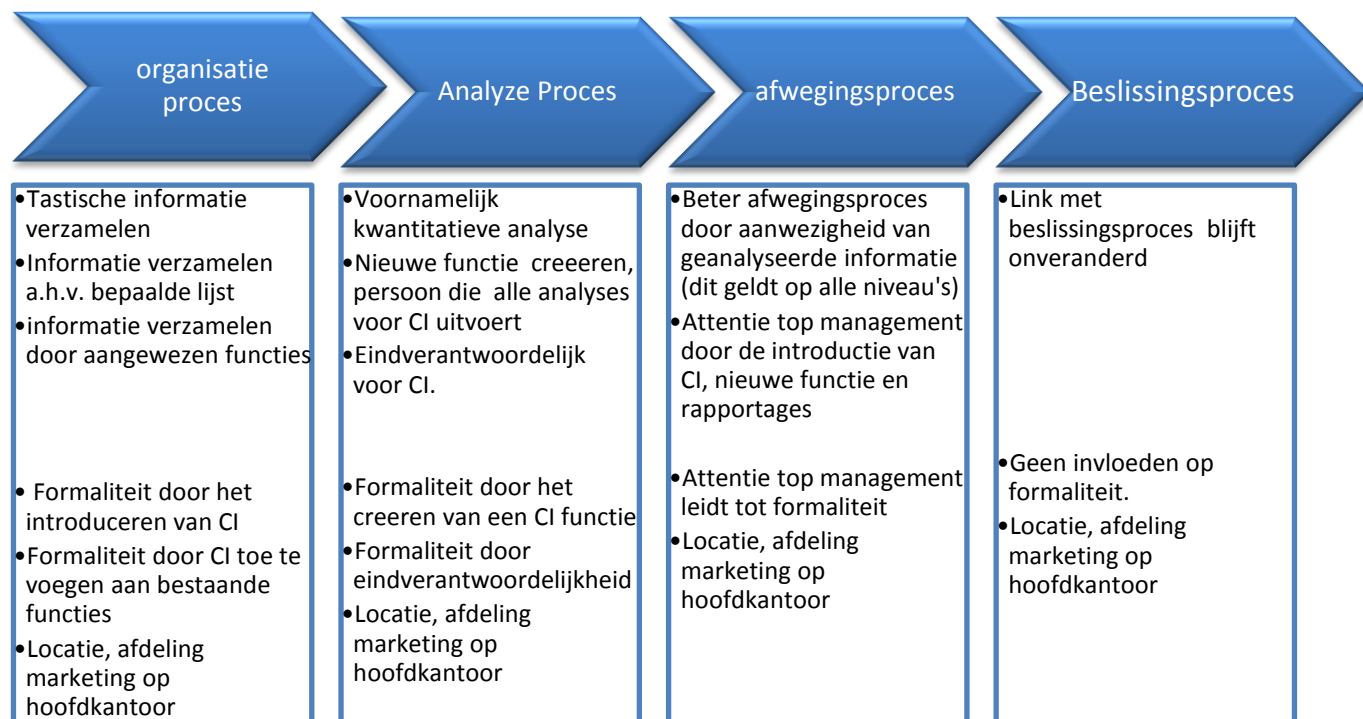 organisatie
proces
Analyze Proces
afwegingsproces
Beslissingsproces
•Tastische informatie
verzamelen
•Informatie verzamelen
a.h.v. bepaalde lijst
•informatie verzamelen
door aangewezen functies
• Formaliteit door het
introduceren van CI
•Formaliteit door CI toe te
voegen aan bestaande
functies
•Locatie, afdeling
marketing op
hoofdkantoor
•Voornamelijk
kwantitatieve analyse
•Nieuwe functie creeeren,
persoon die alle analyses
voor CI uitvoert
•Eindverantwoordelijk
voor CI.
•Formaliteit door het
creeren van een CI functie
•Formaliteit door
eindverantwoordelijkheid
•Locatie, afdeling
marketing op
hoofdkantoor
•Beter afwegingsproces
door aanwezigheid van
geanalyseerde informatie
(dit geldt op alle niveau's)
•Attentie top management
door de introductie van
CI, nieuwe functie en
rapportages
•Attentie top management
leidt tot formaliteit
•Locatie, afdeling
marketing op
hoofdkantoor
•Link met
beslissingsproces blijft
onveranderd
•Geen invloeden op
formaliteit.
•Locatie, afdeling
marketing op
hoofdkantoor